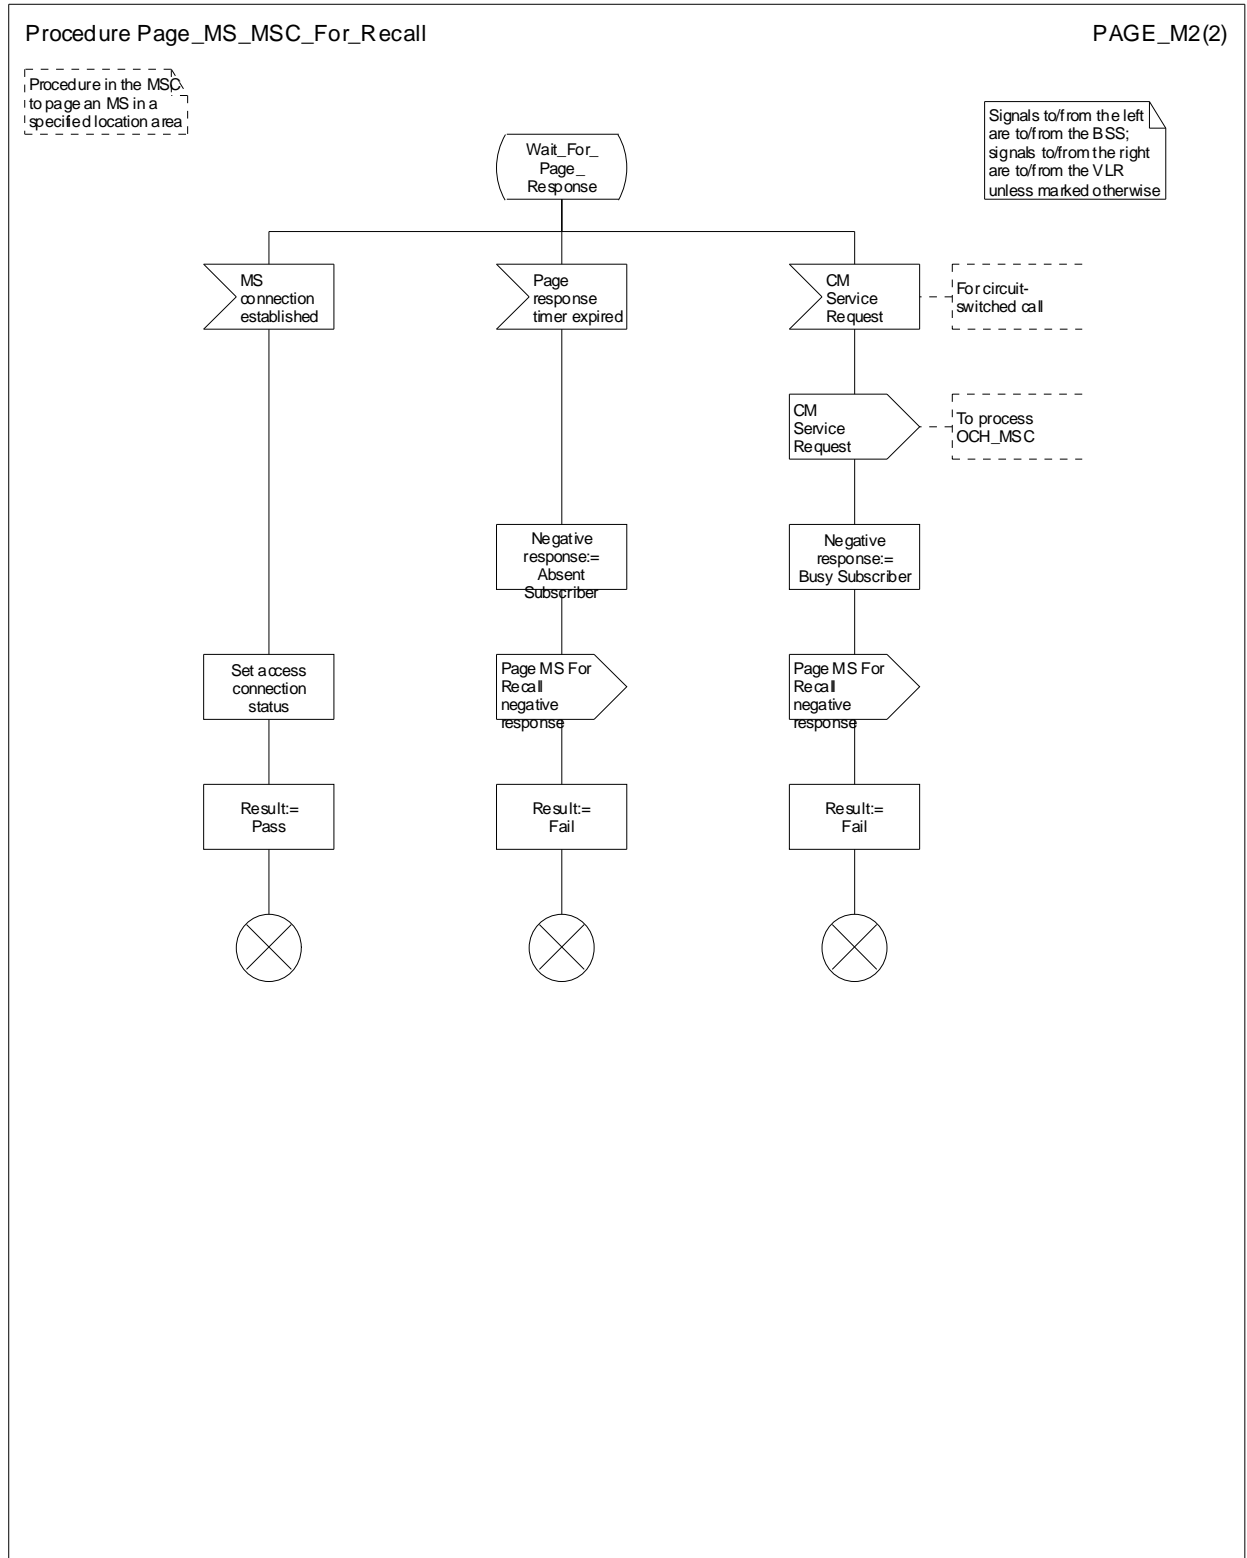 Procedure Page_MS_MSC_For_Recall
PAGE_M2(2)
Procedure in the MSC
to page an MS in a
specified location area
Signals to/from the left
are to/from the BSS;
signals to/from the right
are to/from the VLR
unless marked otherwise
Wait_For_
Page_
Response
MS
connection
established
Page
response
timer expired
CM
Service
Request
For circuit-
switched call
CM
Service
Request
To process
OCH_MSC
Negative
response:=
Absent
Subscriber
Negative
response:=
Busy Subscriber
Set access
connection
status
Page MS For
Recall
negative
response
Page MS For
Recall
negative
response
Result:=
Pass
Result:=
Fail
Result:=
Fail